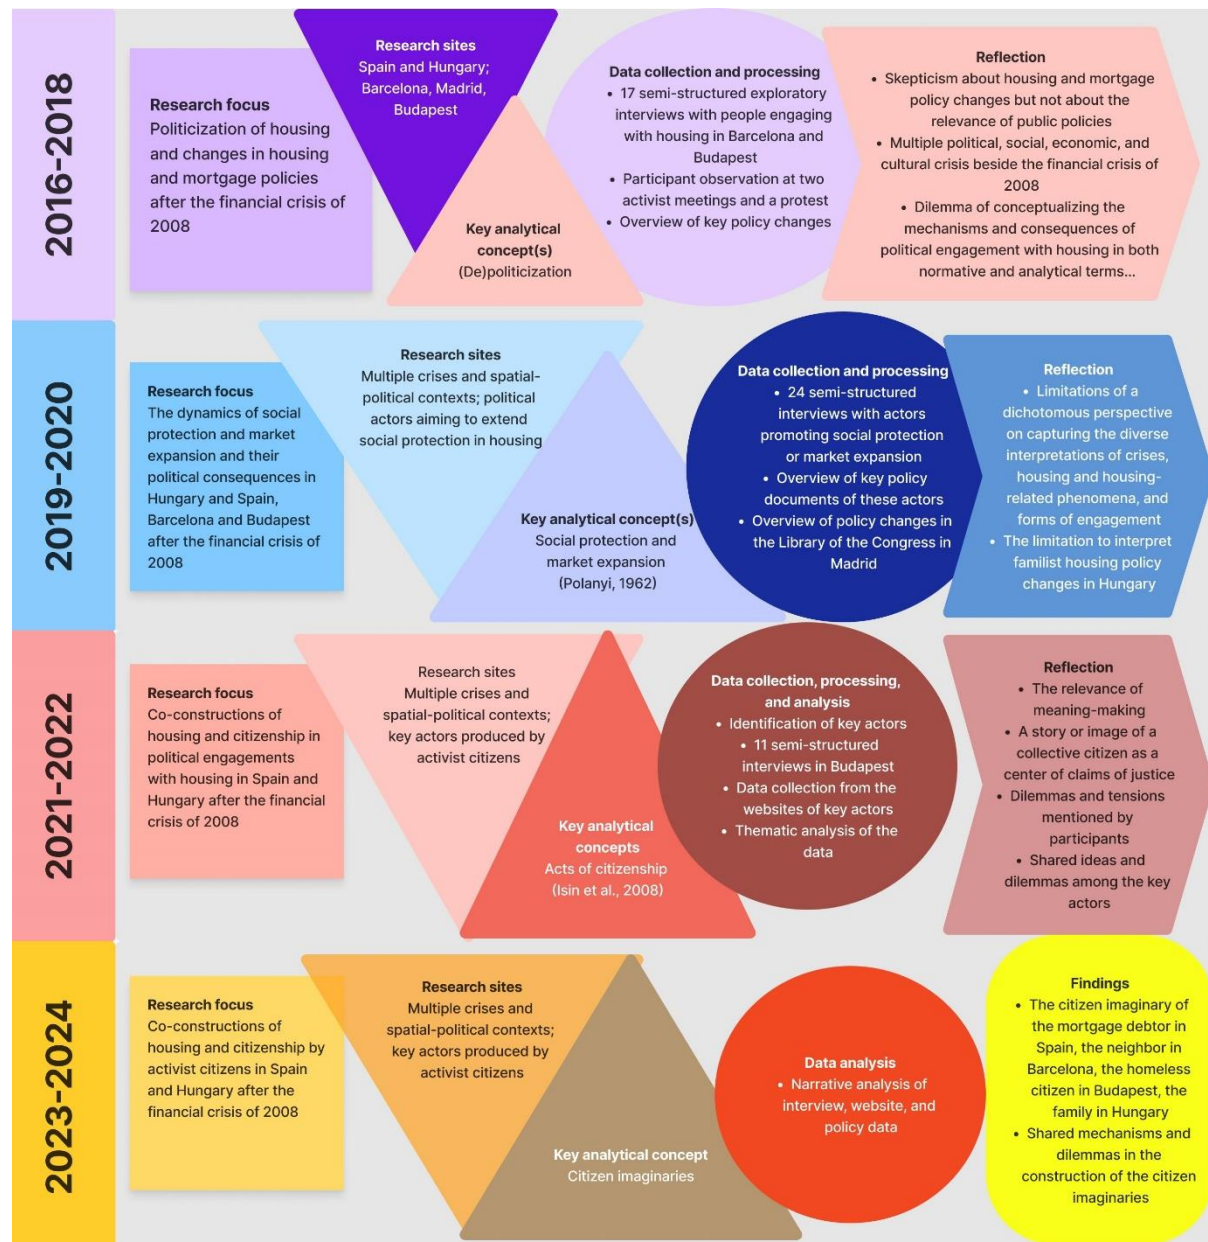 2016-2018
Research focus
Politicization of housing
and changes in housing
and mortgage policies
after the financial crisis of
2008
Research sites
Spain and Hungary;
Barcelona, Madrid,
Budapest
Key analytical
concept(s)
(De)politicization
Data collection and processing
• 17 semi-structured exploratory
interviews with people engaging
with housing in Barcelona and
Budapest
• Participant observation at two
activist meetings and a protest
• Overview of key policy changes
Reflection
• Skepticism about housing and mortgage
policy changes but not about the
relevance of public policies
• Multiple political, social, economic, and
cultural crisis beside the financial crisis of
2008
• Dilemma of conceptualizing the
mechanisms and consequences of
political engagement with housing in both
normative and analytical terms...
2019-2020
Research focus
The dynamics of social
protection and market
expansion and their
political consequences in
Hungary and Spain,
Barcelona and Budapest
after the financial crisis of
2008
Research sites
Multiple crises and spatial-
political contexts; political
actors aiming to extend
social protection in housing
Key analytical concept(s)
Social protection and
market expansion
(Polanyi, 1962)
Data collection and processing
• 24 semi-structured
interviews with actors
promoting social protection
or market expansion
• Overview of key policy
documents of these actors
• Overview of policy changes in
the Library of the Congress in
Madrid
Reflection
• Limitations of a
dichotomous perspective
on capturing the diverse
interpretations of crises,
housing and housing-
related phenomena, and
forms of engagement
• The limitation to interpret
familist housing policy
changes in Hungary
2021-2022
Research focus
Co-constructions of
housing and citizenship in
political engagements
with housing in Spain and
Hungary after the financial
crisis of 2008
Research sites
Multiple crises and
spatial-political contexts;
key actors produced by
activist citizens
Key analytical
concepts
Acts of citizenship
(Isin et al., 2008)
Data collection, processing,
and analysis
• Identification of key actors
• 11 semi-structured
interviews in Budapest
• Data collection from the
websites of key actors
• Thematic analysis of the
data
Reflection
• The relevance of
meaning-making
• A story or image of a
collective citizen as a
center of claims of justice
• Dilemmas and tensions
mentioned by
participants
• Shared ideas and
dilemmas among the key
actors
2023-2024
Research focus
Co-constructions of
housing and citizenship by
activist citizens in Spain
and Hungary after the
financial crisis of 2008
Research sites
Multiple crises and
spatial-political contexts;
key actors produced by
activist citizens
Key analytical concept
Citizen imaginaries
Data analysis
• Narrative analysis of
interview, website, and
policy data
Findings
• The citizen imaginary of
the mortgage debtor in
Spain, the neighbor in
Barcelona, the homeless
citizen in Budapest, the
family in Hungary
• Shared mechanisms and
dilemmas in the
construction of the citizen
imaginaries